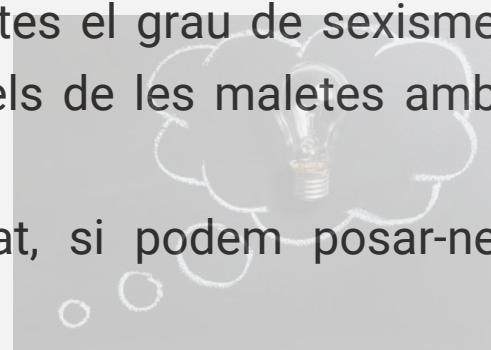 tes el grau de sexisme
els de les maletes amb
at, si podem posar-ne